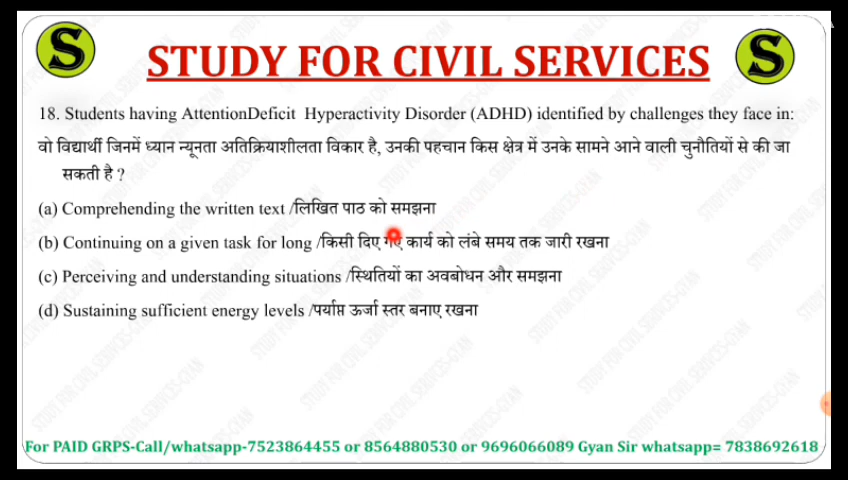 S
STUDY FOR CIVIL SERVICES
S
18. Students having AttentionDeficit Hyperactivity Disorder (ADHD) identified by challenges they face in:
वो विद्यार्थी जिनमें ध्यान न्यूनता अतिक्रियाशीलता विकार है, उनकी पहचान किस क्षेत्र में उनके सामने आने वाली चुनौतियों से की जा
सकती है ?
(a) Comprehending the written text /लिखित पाठ को समझना
(b) Continuing on a given task for long /किसी दिए गए कार्य को लंबे समय तक जारी रखना
(c) Perceiving and understanding situations /स्थितियों का अवबोधन और समझना
(d) Sustaining sufficient energy levels /पर्याप्त ऊर्जा स्तर बनाए रखना
For PAID GRPS-Call/whatsapp-7523864455 or 8564880530 or 9696066089 Gyan Sir whatsapp= 7838692618